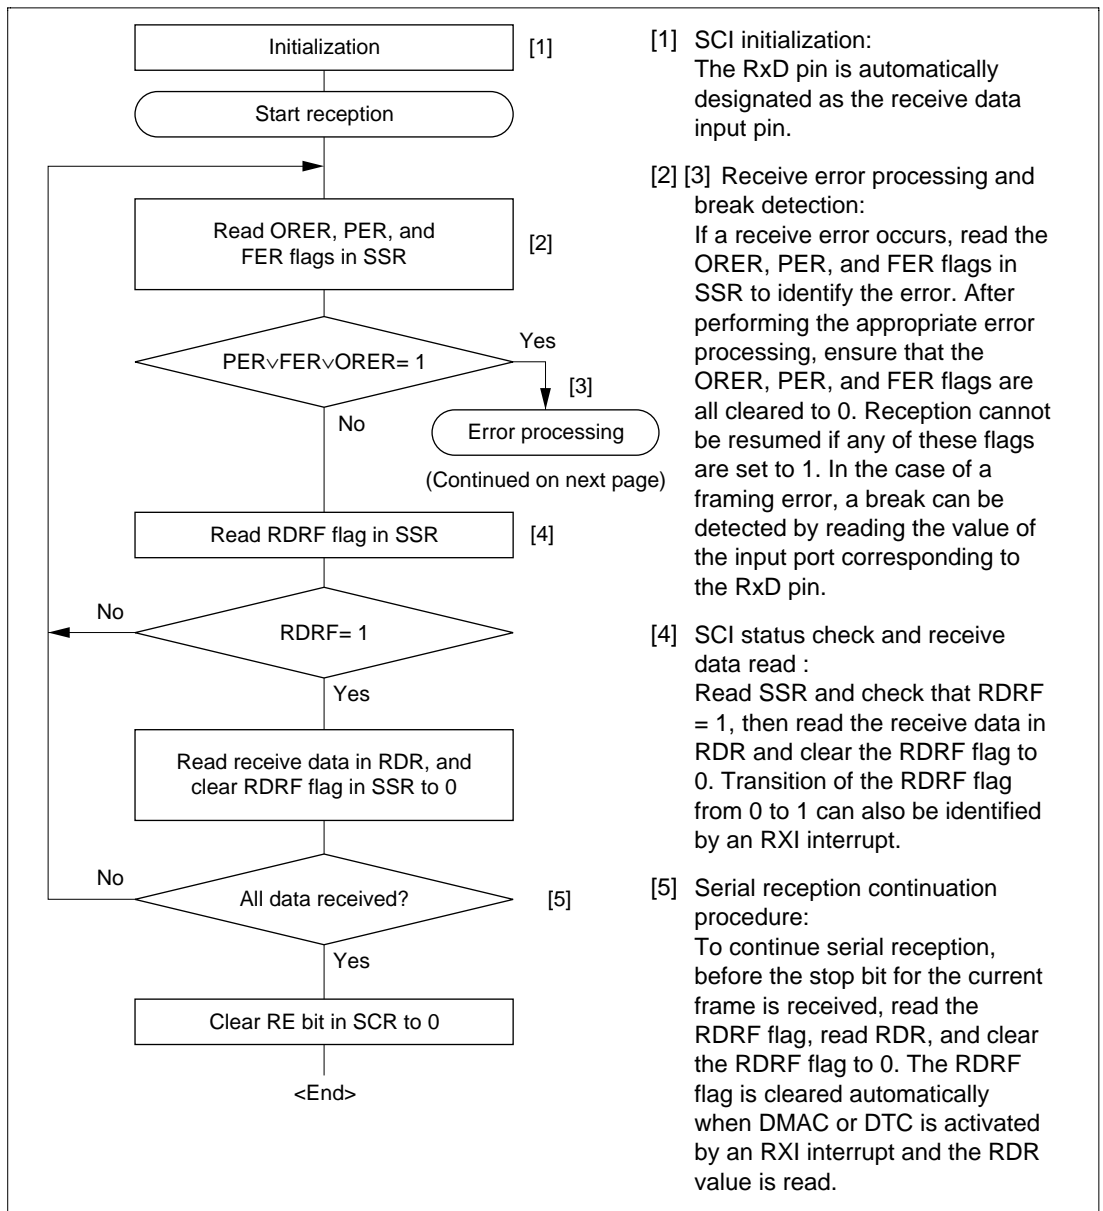 Initialization [1]
Start reception
Read ORER, PER, and
FER flags in SSR
[2]
PER∨FER∨ORER= 1
Yes
[3]
No
Error processing
(Continued on next page)
Read RDRF flag in SSR [4]
No
RDRF= 1
Yes
Read receive data in RDR, and
clear RDRF flag in SSR to 0
No
All data received? [5]
Yes
Clear RE bit in SCR to 0
<End>
[1] SCI initialization:
The RxD pin is automatically
designated as the receive data
input pin.
[2] [3] Receive error processing and
break detection:
If a receive error occurs, read the
ORER, PER, and FER flags in
SSR to identify the error. After
performing the appropriate error
processing, ensure that the
ORER, PER, and FER flags are
all cleared to 0. Reception cannot
be resumed if any of these flags
are set to 1. In the case of a
framing error, a break can be
detected by reading the value of
the input port corresponding to
the RxD pin.
[4] SCI status check and receive
data read :
Read SSR and check that RDRF
= 1, then read the receive data in
RDR and clear the RDRF flag to
0. Transition of the RDRF flag
from 0 to 1 can also be identified
by an RXI interrupt.
[5] Serial reception continuation
procedure:
To continue serial reception,
before the stop bit for the current
frame is received, read the
RDRF flag, read RDR, and clear
the RDRF flag to 0. The RDRF
flag is cleared automatically
when DMAC or DTC is activated
by an RXI interrupt and the RDR
value is read.